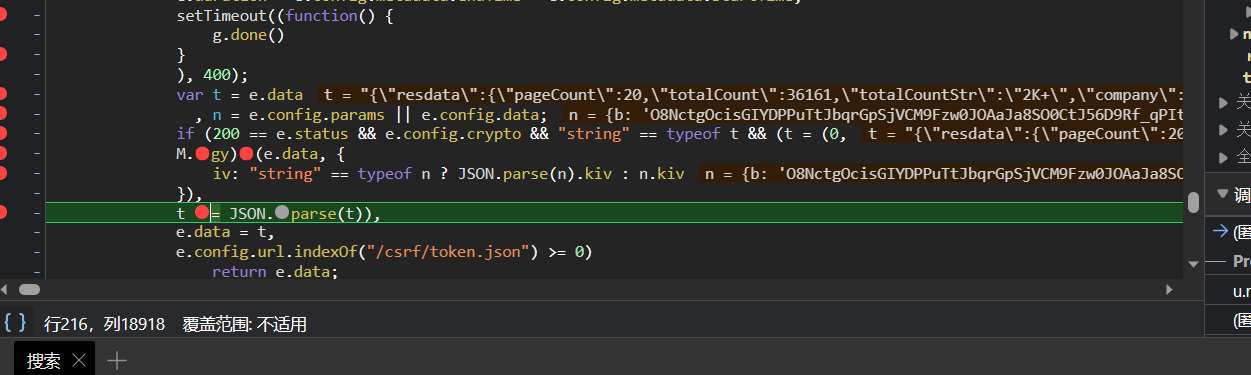 setTimeout((function() {
g.done()
}
), 400);
var t = e.data t = "{\"resdata\":{\"pageCount\":20,\"totalCount\":36161,\"totalCountStr\":\"2K+\",\"company\":
, n = e.config.params || e.config.data; n = {b: 'O8NctgOcisGIYDPPuTtJbqrGpSjVCM9Fzw0JOAaJa8SO0CtJ56D9Rf_qPIt
if (200 == e.status && e.config.crypto && "string" == typeof t && (t = (0, t = "{\"resdata\":{\"pageCount\":20
M.gy)(e.data, {
iv: "string" == typeof n ? JSON.parse(n).kiv : n.kiv n = {b: 'O8NctgOcisGIYDPPuTtJbqrGpSjVCM9Fzw0JOAaJa8SO
}),
t = JSON.parse(t)),
e.data = t,
e.config.url.indexOf("/csrf/token.json") >= 0)
return e.data;
{ } 行216，列18918 覆盖范围: 不适用
搜索
关
关
全
调
(匿
Pro
u.r
(匿